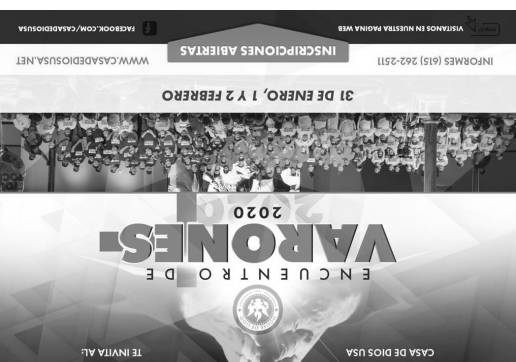 CASA DE DIOS USA
TE INVITA AL:
ENCUENTRO DE
VARONES
2020
31 DE ENERO, 1 Y 2 FEBRERO
INFORMES (615) 262-2511
INSCRIPCIONES ABIERTAS
WWW.CASADEDIOSUSA.NET
VISITANOS EN NUESTRA PAGINA WEB
FACEBOOK.COM/CASADEDIOSUSA